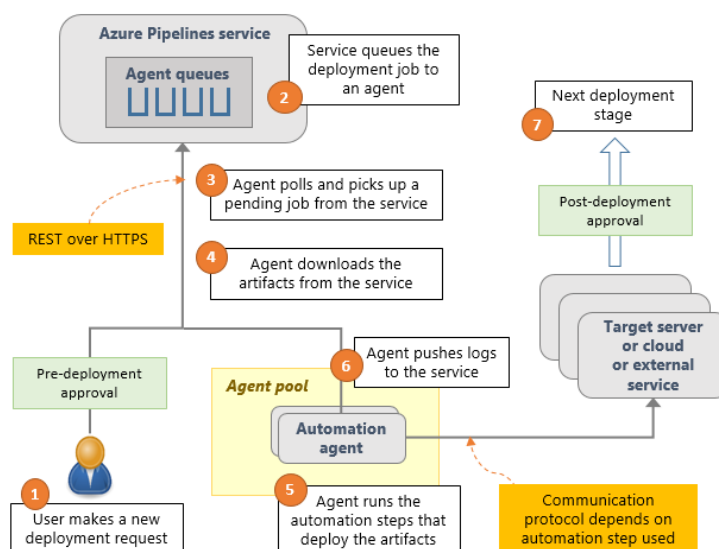 Azure Pipelines service
Agent queues
2
Service queues the
deployment job to
an agent
7
Next deployment
stage
3
Agent polls and picks up a
pending job from the service
REST over HTTPS
Post-deployment
approval
4
Agent downloads the
artifacts from the service
Target server
or cloud
or external
service
Pre-deployment
approval
6
Agent pushes logs
to the service
Agent pool
Automation
agent
1
User makes a new
deployment request
5
Agent runs the
automation steps that
deploy the artifacts
Communication
protocol depends on
automation step used